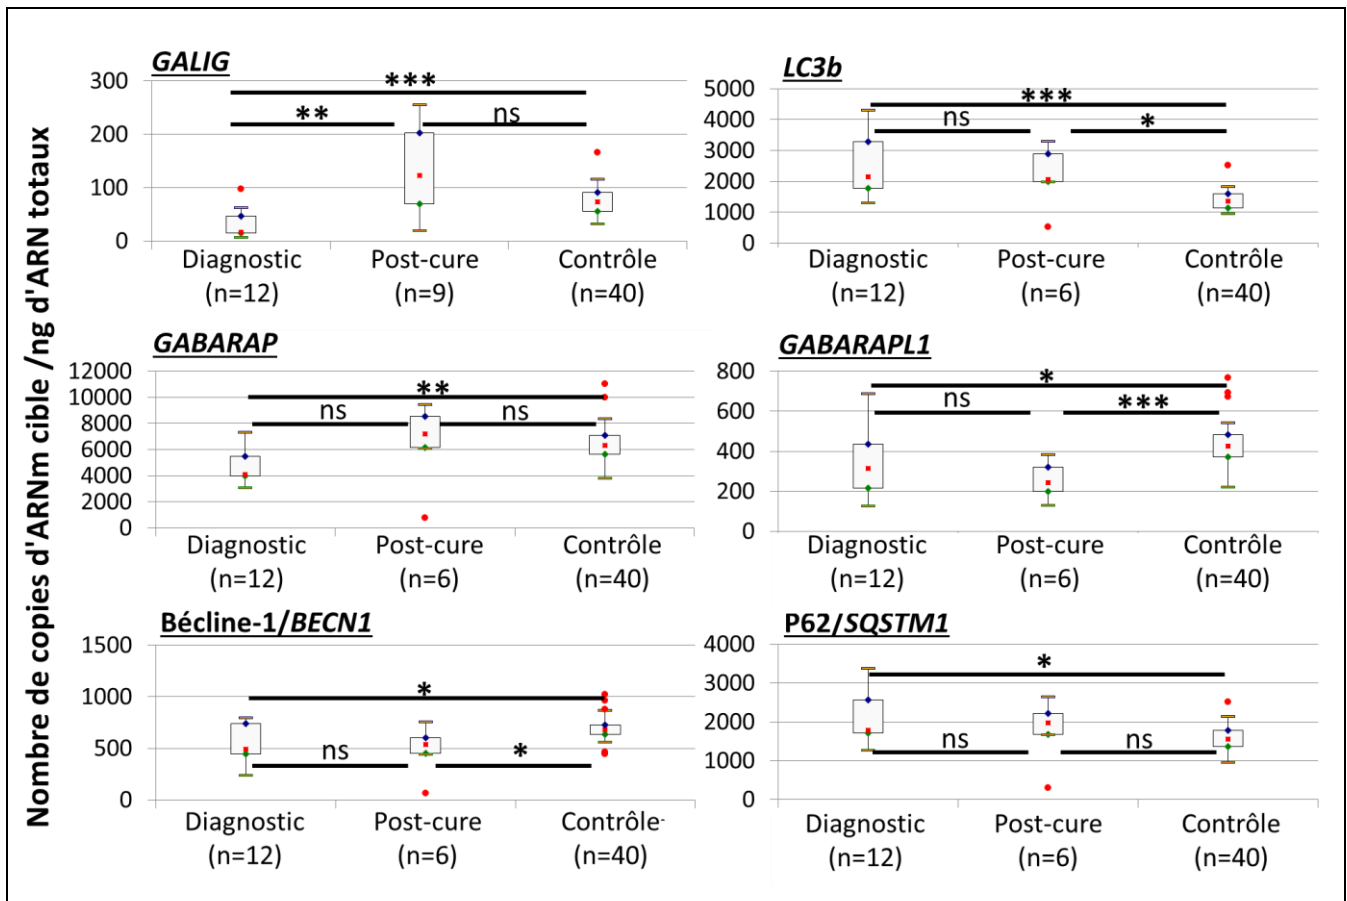 Nombre de copies d'ARNm cible /ng d'ARN totaux
GALIG
300
200
100
0
***
**
ns
Diagnostic
(n=12)
Post-cure
(n=9)
Contrôle
(n=40)
LC3b
5000
4000
3000
2000
1000
0
***
ns
*
Diagnostic
(n=12)
Post-cure
(n=6)
Contrôle
(n=40)
GABARAP
12000
10000
8000
6000
4000
2000
0
**
ns
ns
Diagnostic
(n=12)
Post-cure
(n=6)
Contrôle
(n=40)
GABARAPL1
800
600
400
200
0
*
ns
***
Diagnostic
(n=12)
Post-cure
(n=6)
Contrôle
(n=40)
Bécline-1/BECN1
1500
1000
500
0
*
ns
*
Diagnostic
(n=12)
Post-cure
(n=6)
Contrôle-
(n=40)
P62/SQSTM1
4000
3000
2000
1000
0
*
ns
ns
Diagnostic
(n=12)
Post-cure
(n=6)
Contrôle
(n=40)